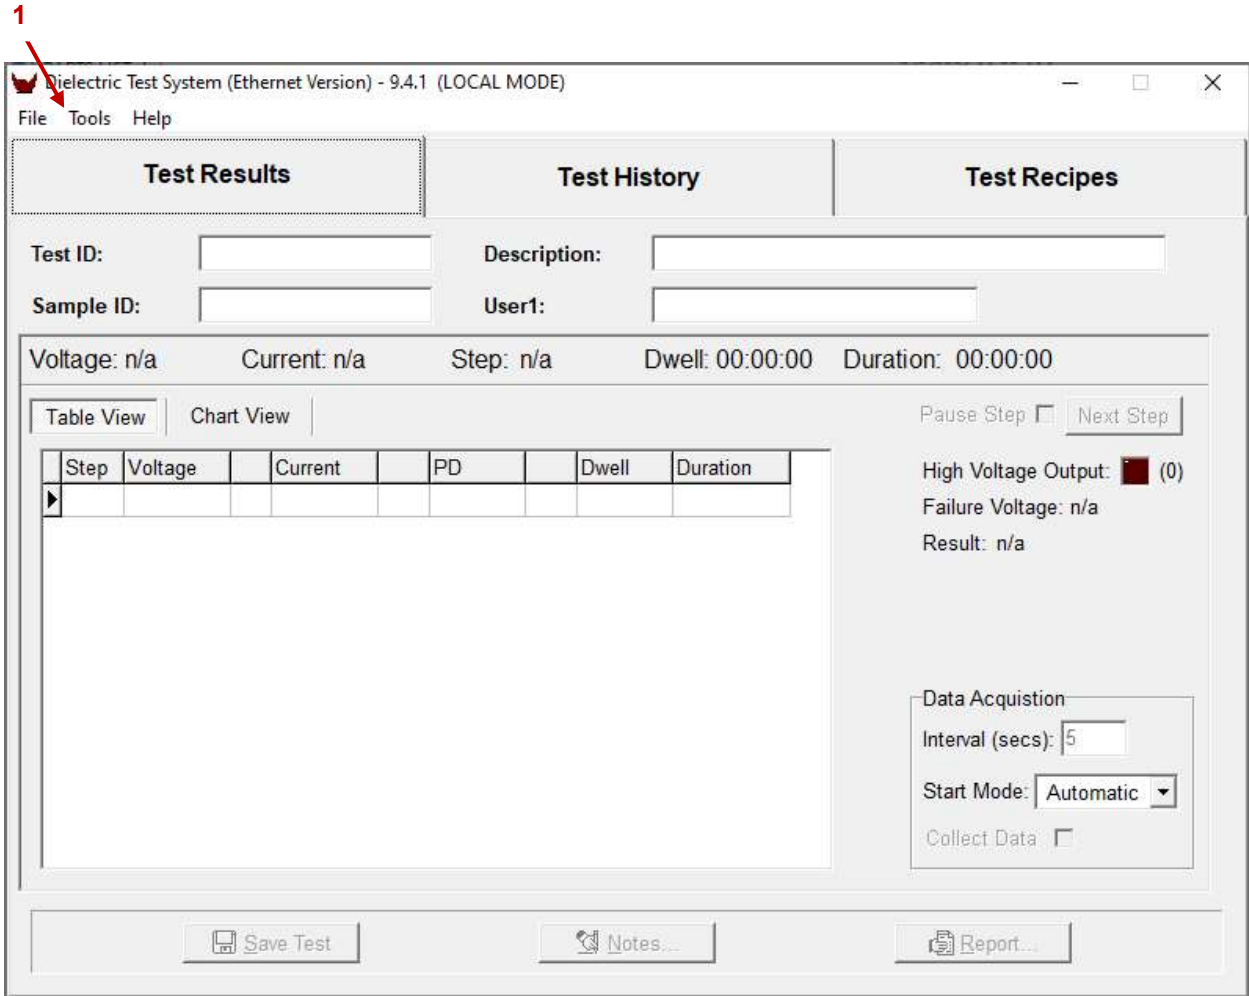 1
Dielectric Test System (Ethernet Version) - 9.4.1 (LOCAL MODE)
File Tools Help
Test Results Test History Test Recipes
Test ID: Description:
Sample ID: User1:
Voltage: n/a Current: n/a Step: n/a Dwell: 00:00:00 Duration: 00:00:00
Table View Chart View Pause Step Next Step
Step Voltage Current PD Dwell Duration
High Voltage Output: (0)
Failure Voltage: n/a
Result: n/a
Data Acquistion
Interval (secs): 5
Start Mode: Automatic
Collect Data
Save Test Notes... Report...